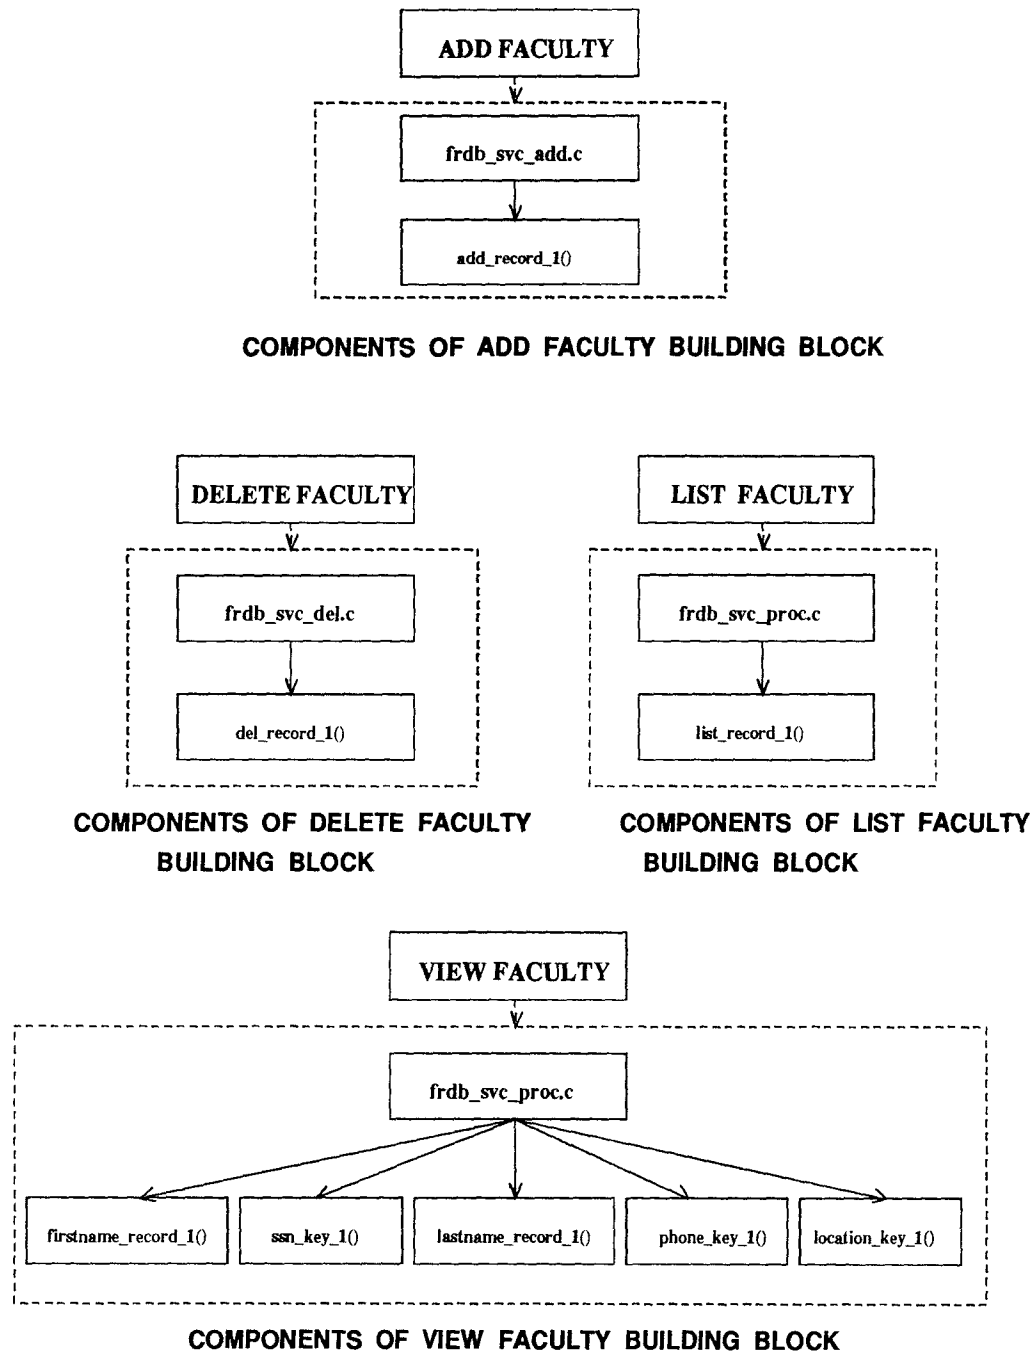 ADD FACULTY
frdb_svc_add.c
add_record_1()
COMPONENTS OF ADD FACULTY BUILDING BLOCK
DELETE FACULTY
frdb_svc_del.c
del_record_1()
COMPONENTS OF DELETE FACULTY
BUILDING BLOCK
LIST FACULTY
frdb_svc_proc.c
list_record_1()
COMPONENTS OF LIST FACULTY
BUILDING BLOCK
VIEW FACULTY
frdb_svc_proc.c
firstname_record_1()
ssn_key_1()
lastname_record_1()
phone_key_1()
location_key_1()
COMPONENTS OF VIEW FACULTY BUILDING BLOCK